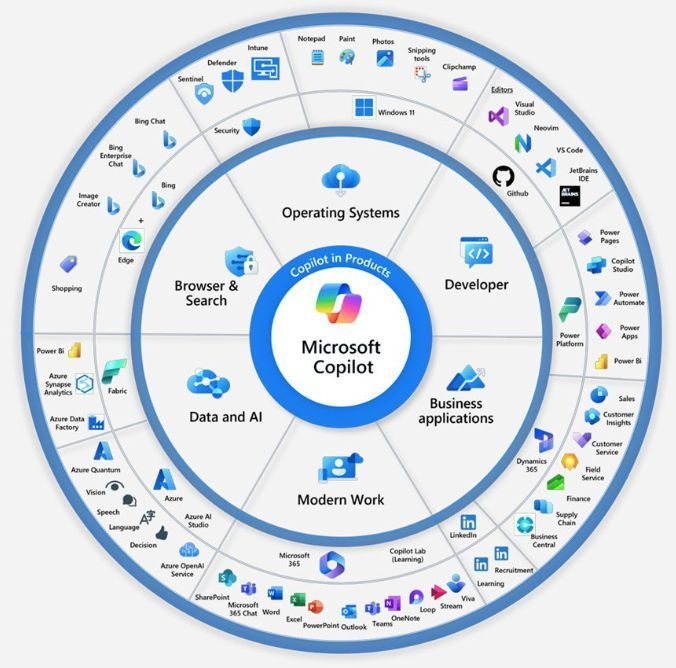 Copilot in Products
Microsoft
Copilot
Operating Systems
Developer
Business
applications
Modern Work
Data and AI
Browser &
Search
Windows 11
Notepad
Paint
Photos
Snipping
tools
Clipchamp
Github
Editors
Visual
Studio
Neovim
VS Code
JetBrains
IDE
JET
BRAINS
Power
Platform
Power
Pages
Copilot
Studio
Power
Automate
Power
Apps
Power Bi
Dynamics
365
Sales
Customer
Insights
Customer
Service
Field
Service
Finance
Supply
Chain
Business
Central
LinkedIn
Recruitment
Learning
Microsoft
365
Copilot Lab
(Learning)
SharePoint
Microsoft
365 Chat
Word
Excel
PowerPoint
Outlook
Teams
OneNote
Loop
Stream
Viva
Azure
Azure AI
Studio
Azure Quantum
Vision
Speech
Language
Decision
Azure OpenAI
Service
Fabric
Power Bi
Azure
Synapse
Analytics
Azure Data
Factory
Bing
+
Edge
Bing Chat
Bing
Enterprise
Chat
Image
Creator
Shopping
Security
Sentinel
Defender
Intune